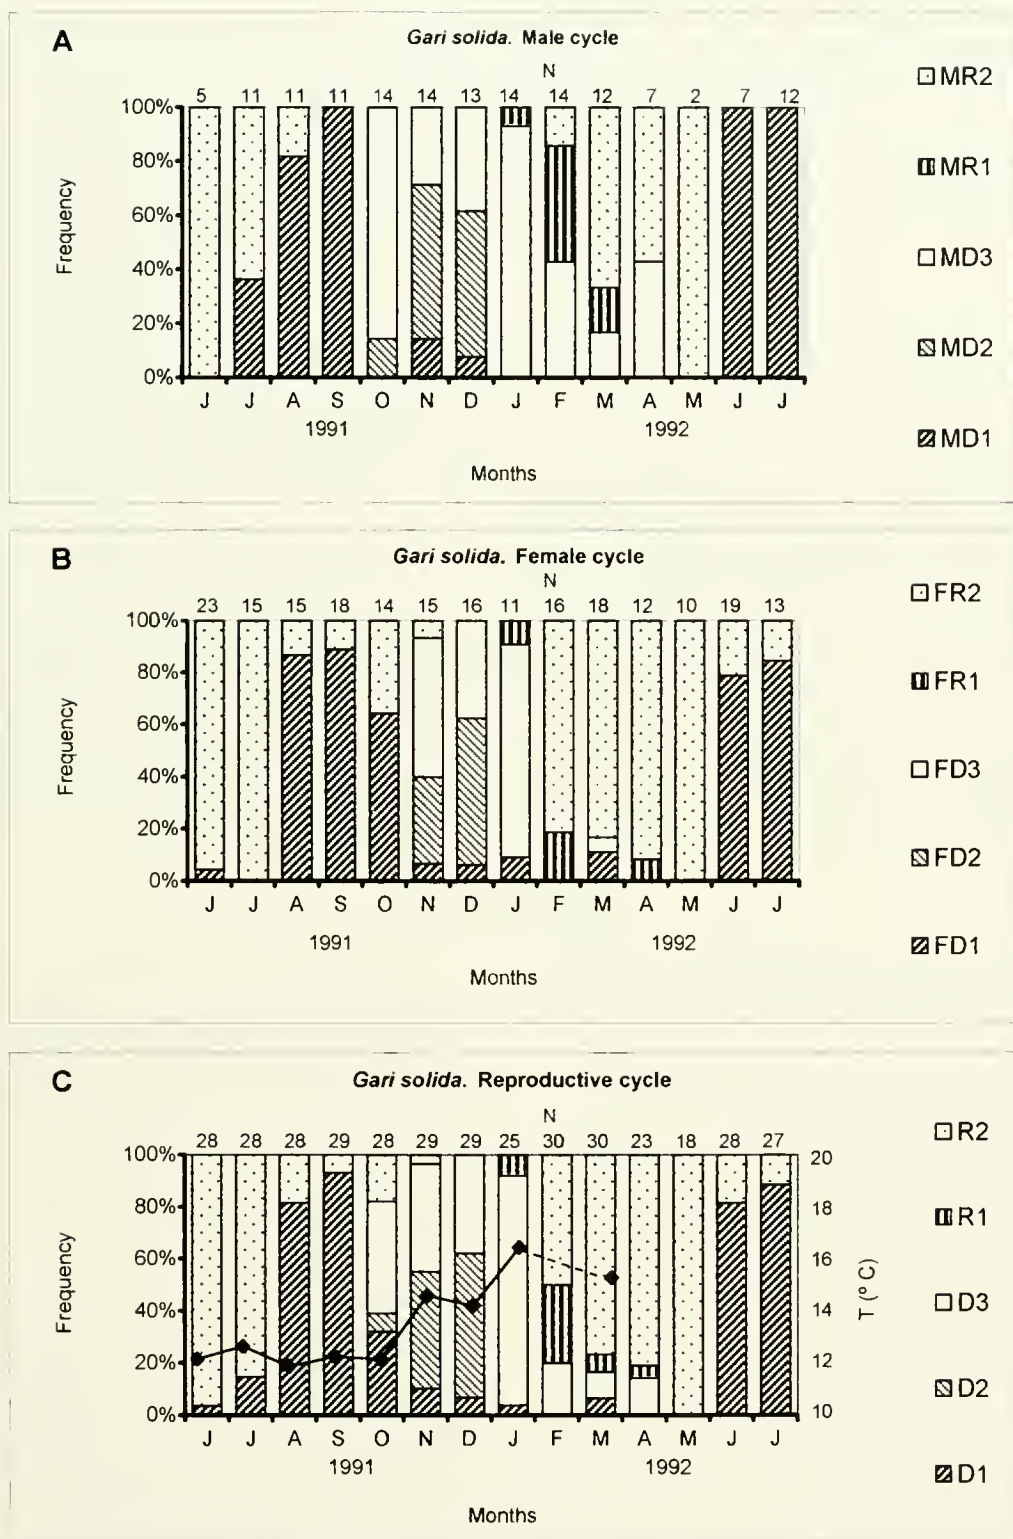 A
Gari solida. Male cycle
N
5 11 11 11 14 14 13 14 14 12 7 2 7 12
100%
80%
60%
40%
20%
0%
Frequency
J J A S O N D J F M A M J J
1991 1992
Months
MR2
MR1
MD3
MD2
MD1
B
Gari solida. Female cycle
N
23 15 15 18 14 15 16 11 16 18 12 10 19 13
100%
80%
60%
40%
20%
0%
Frequency
J J A S O N D J F M A M J J
1991 1992
Months
FR2
FR1
FD3
FD2
FD1
C
Gari solida. Reproductive cycle
N
28 28 28 29 28 29 29 25 30 30 23 18 28 27
100%
80%
60%
40%
20%
0%
Frequency
20
18
16
14
12
10
T (º C)
J J A S O N D J F M A M J J
1991 1992
Months
R2
R1
D3
D2
D1